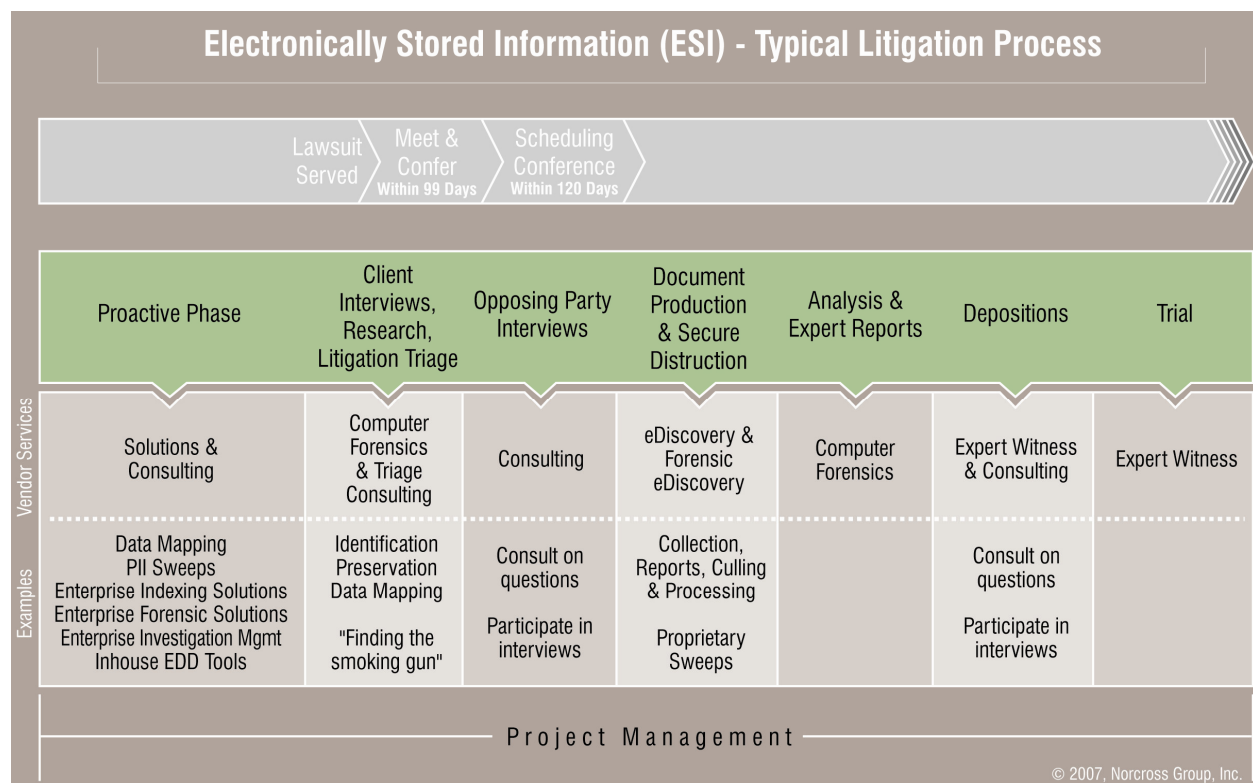 Electronically Stored Information (ESI) - Typical Litigation Process
Lawsuit
Served
Meet &
Confer
Within 99 Days
Scheduling
Conference
Within 120 Days
Proactive Phase
Client
Interviews,
Research,
Litigation Triage
Opposing Party
Interviews
Document
Production
& Secure
Distruction
Analysis &
Expert Reports
Depositions
Trial
Vendor Services
Solutions &
Consulting
Computer
Forensics
& Triage
Consulting
Consulting
eDiscovery &
Forensic
eDiscovery
Computer
Forensics
Expert Witness
& Consulting
Expert Witness
Examples
Data Mapping
PII Sweeps
Enterprise Indexing Solutions
Enterprise Forensic Solutions
Enterprise Investigation Mgmt
Inhouse EDD Tools
Identification
Preservation
Data Mapping
"Finding the
smoking gun"
Consult on
questions
Participate in
interviews
Collection,
Reports, Culling
& Processing
Proprietary
Sweeps
Consult on
questions
Participate in
interviews
Project Management
© 2007, Norcross Group, Inc.